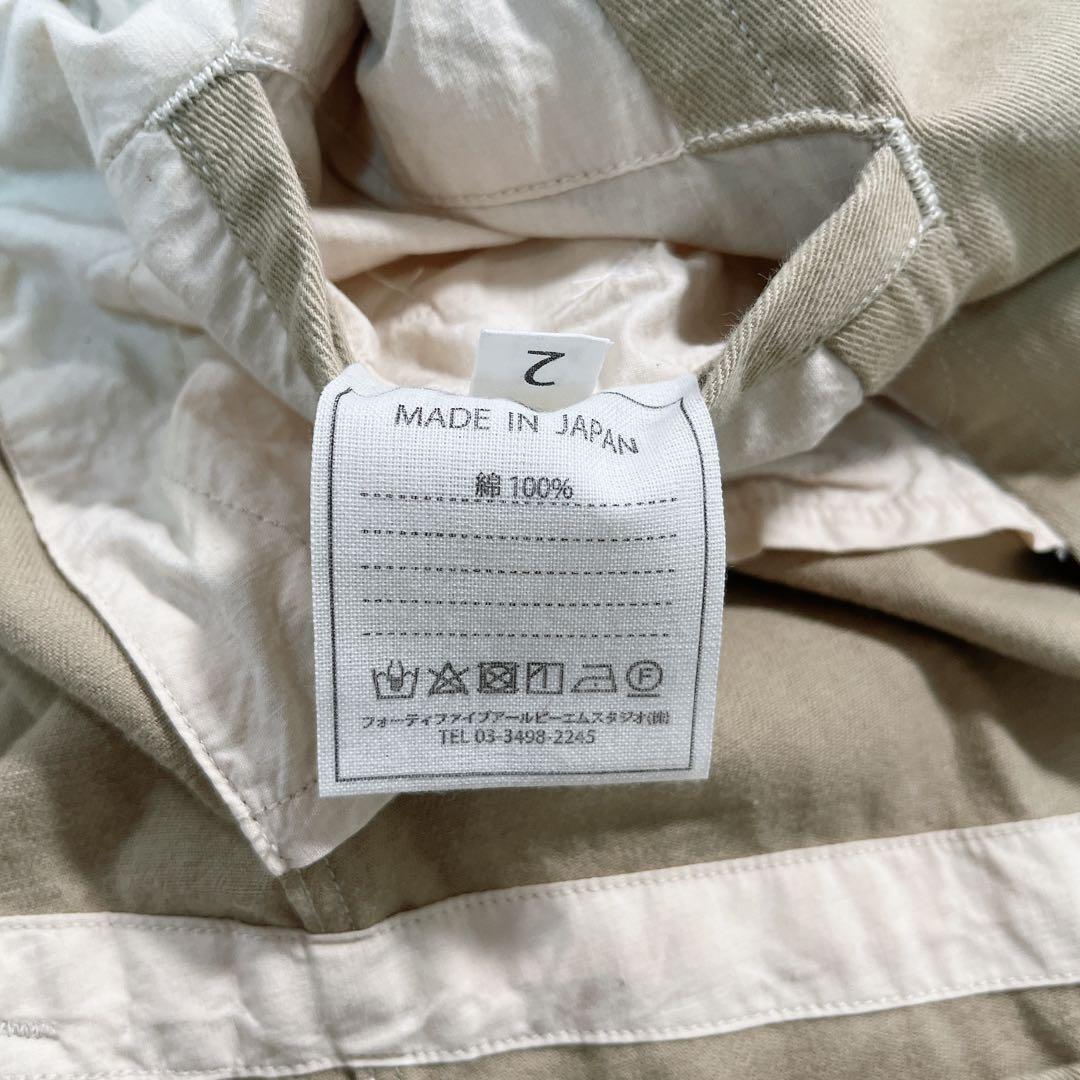 2
MADE IN JAPAN
綿 100%
F
フォーティファイブアールピーエムスタジオ(株)
TEL 03-3498-2245